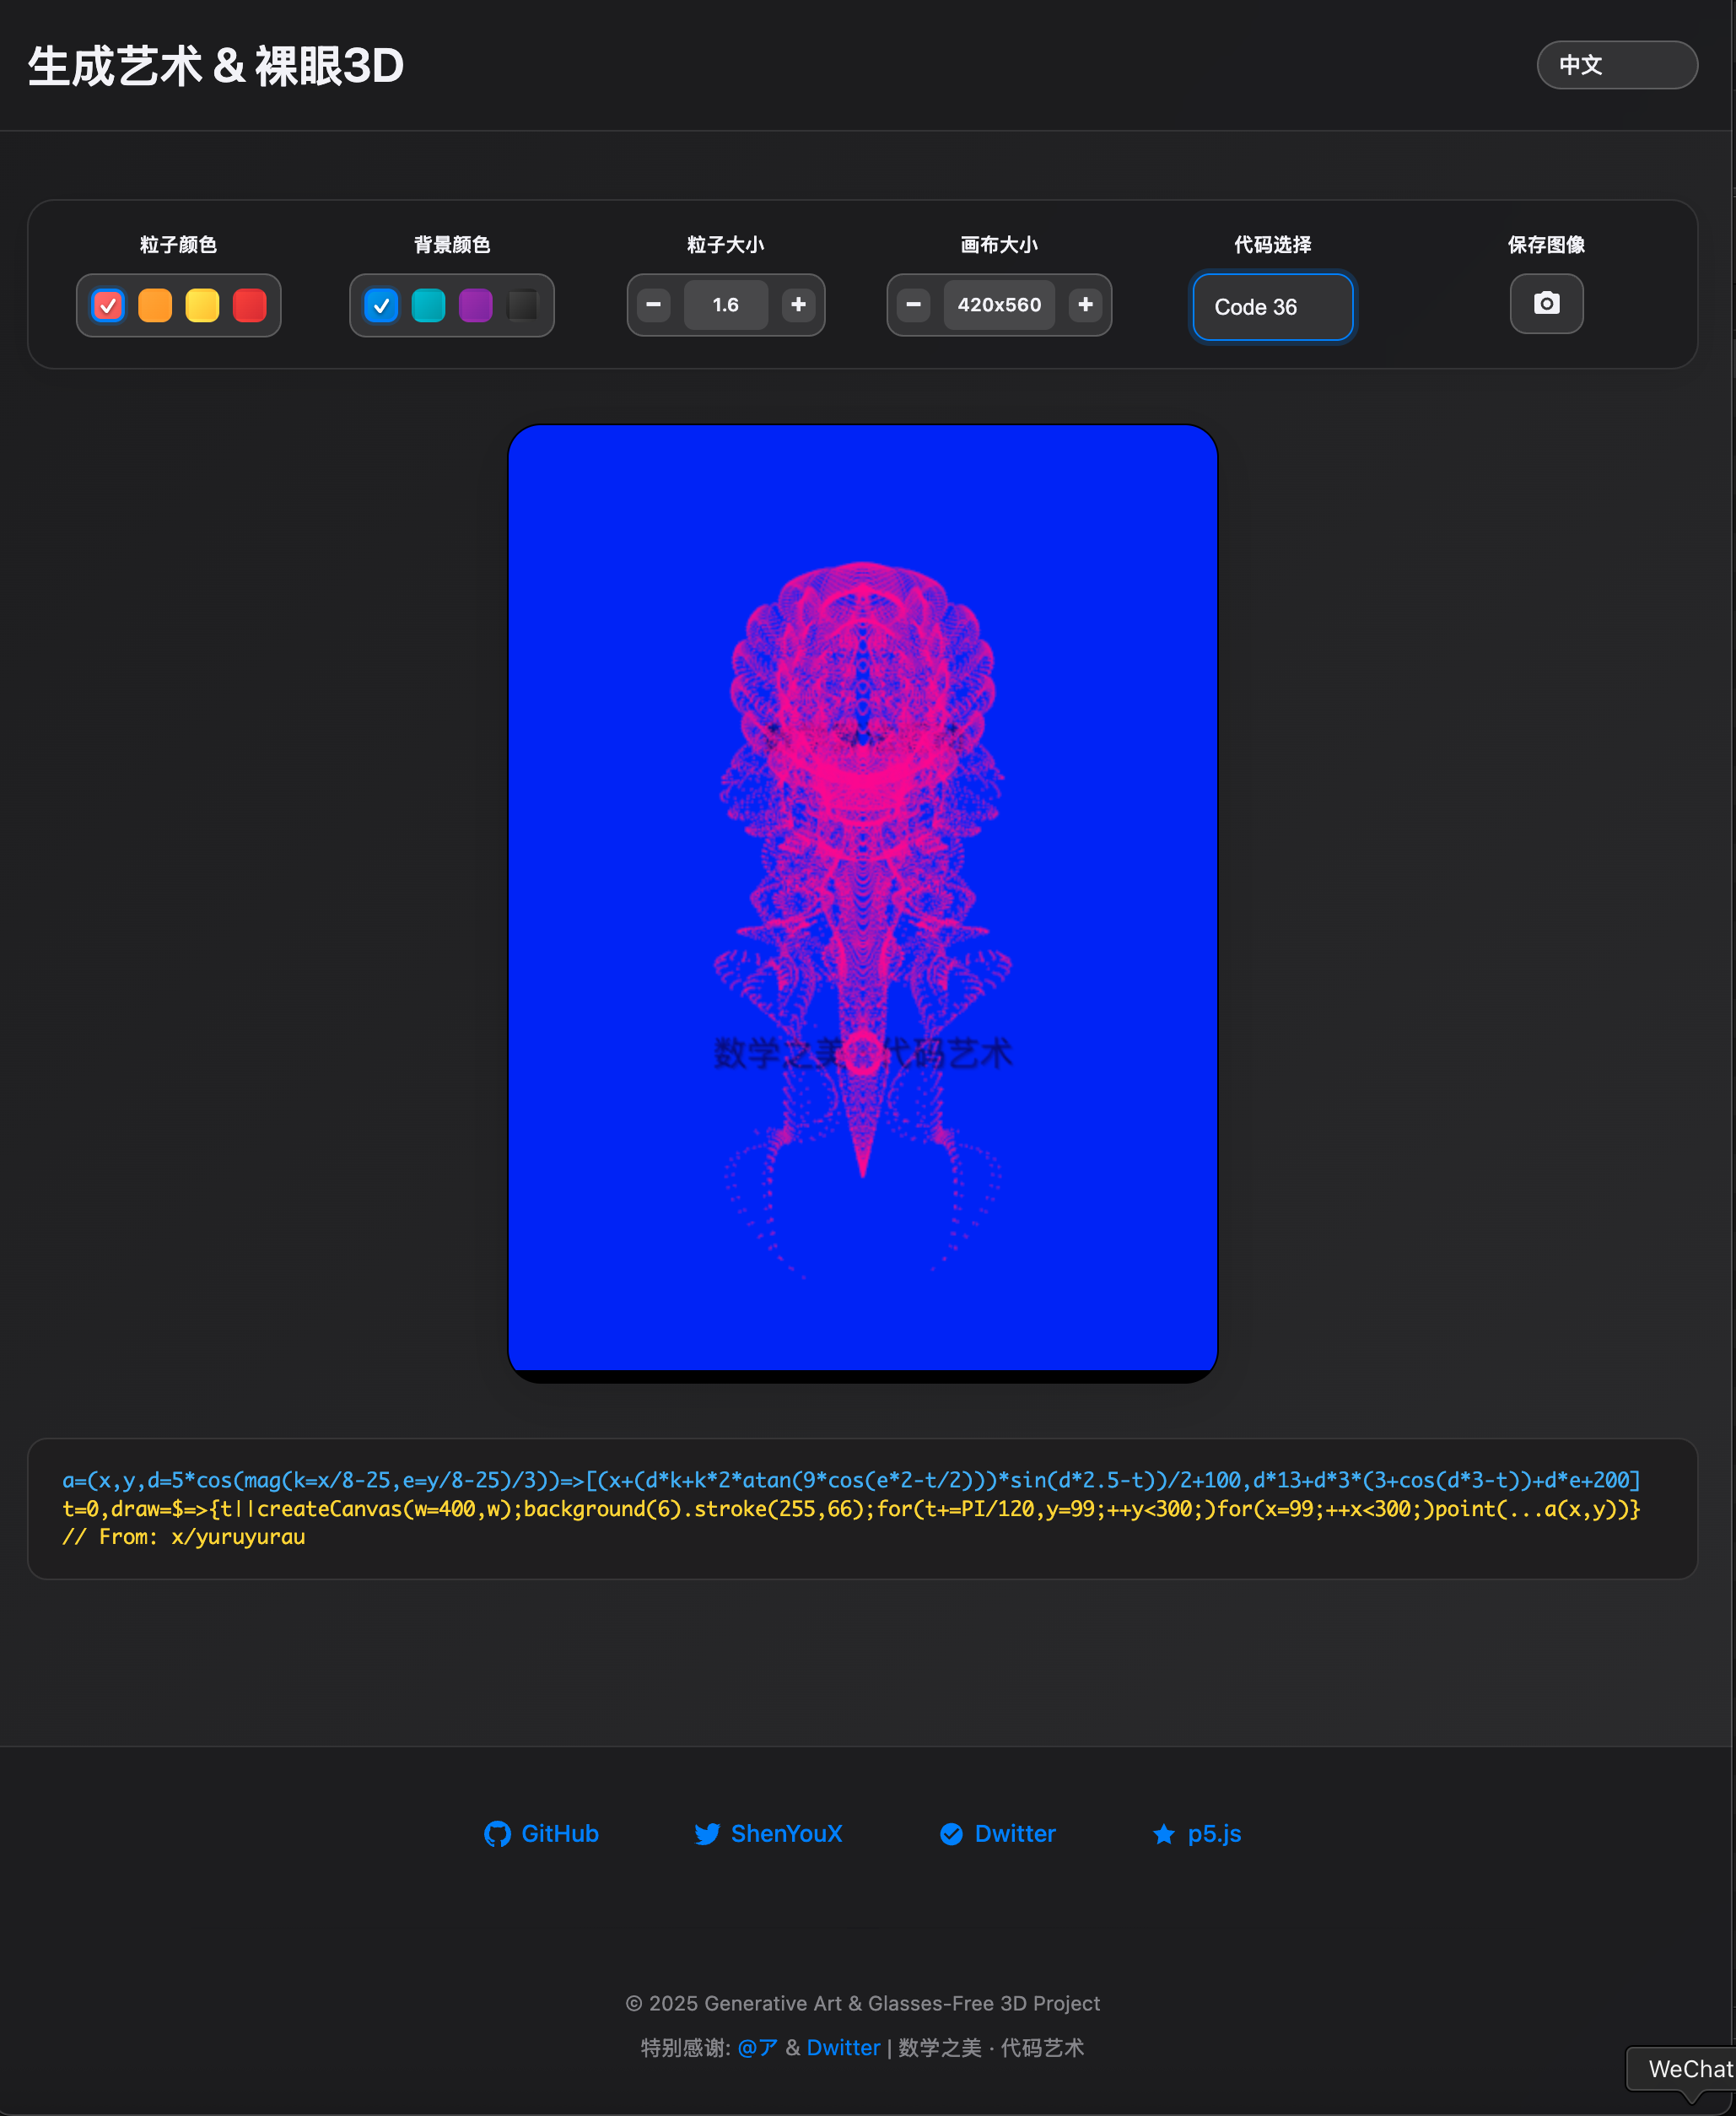 生成艺术 & 裸眼3D
中文
粒子颜色
背景颜色
粒子大小
画布大小
代码选择
保存图像
1.6
420x560
Code 36
数学之美 代码艺术
a=(x,y,d=5*cos(mag(k=x/8-25,e=y/8-25)/3))=>[(x+(d*k+k*2*atan(9*cos(e*2-t/2)))*sin(d*2.5-t))/2+100,d*13+d*3*(3+cos(d*3-t))+d*e+200]
t=0,draw=$=>{t||createCanvas(w=400,w);background(6).stroke(255,66);for(t+=PI/120,y=99;++y<300;)for(x=99;++x<300;)point(...a(x,y))}
// From: x/yuruyurau
GitHub
ShenYouX
Dwitter
p5.js
© 2025 Generative Art & Glasses-Free 3D Project
特别感谢: @ア & Dwitter | 数学之美 · 代码艺术
WeChat